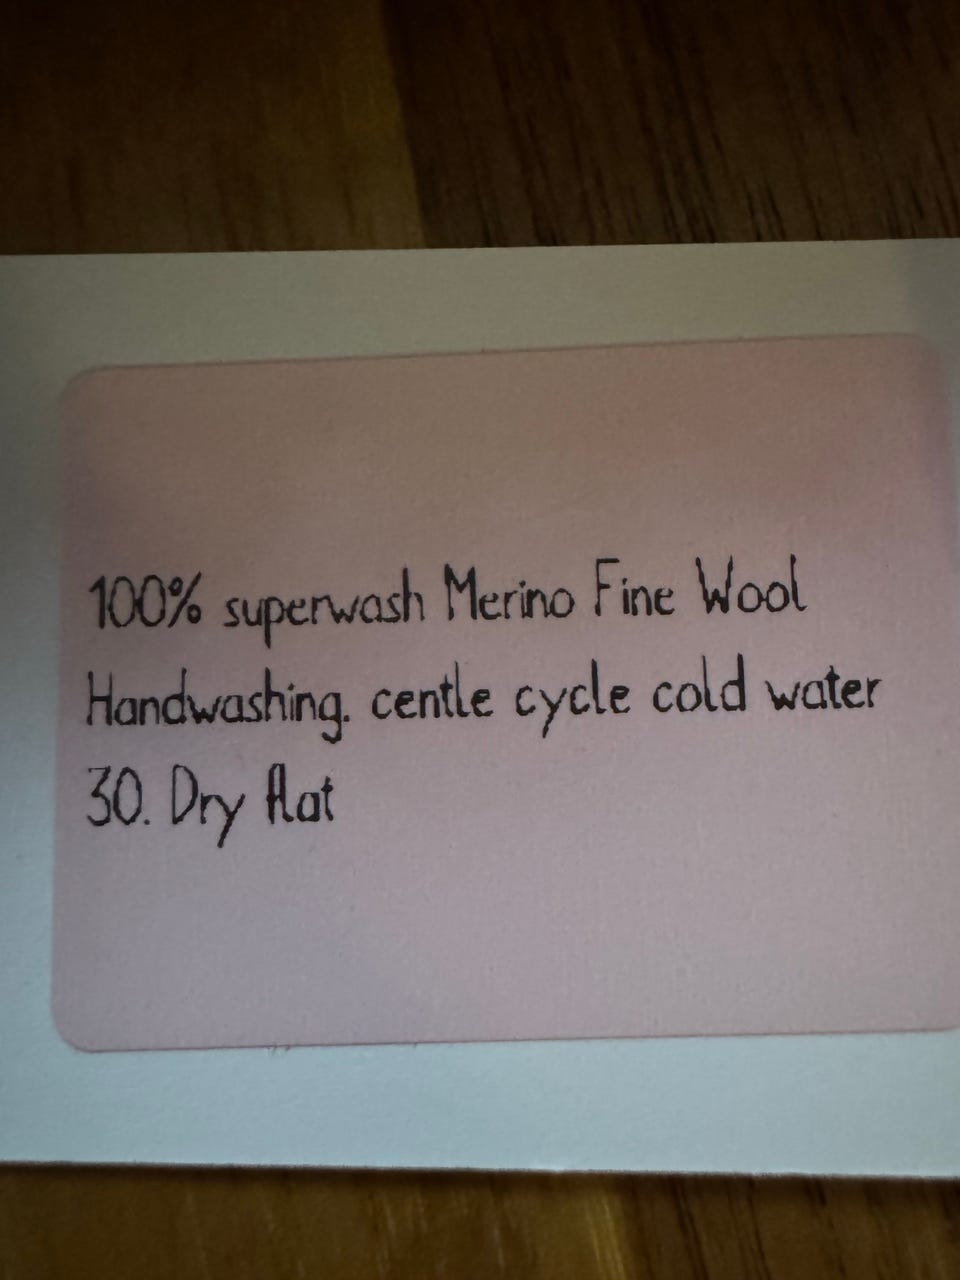 100% superwash Merino Fine Wool
Handwashing. centle cycle cold water
30. Dry flat